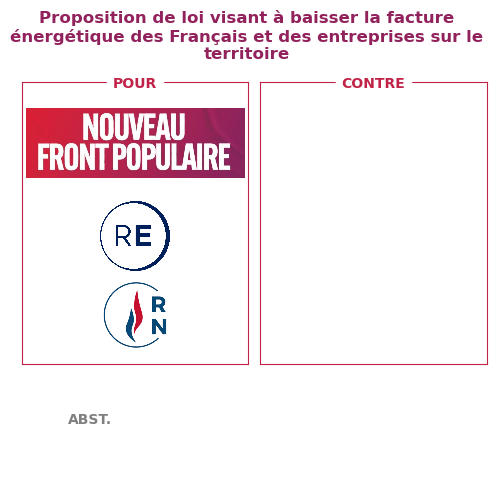 Proposition de loi visant à baisser la facture
énergétique des Français et des entreprises sur le
territoire
POUR
CONTRE
NOUVEAU
FRONT POPULAIRE
RE
R
N
ABST.